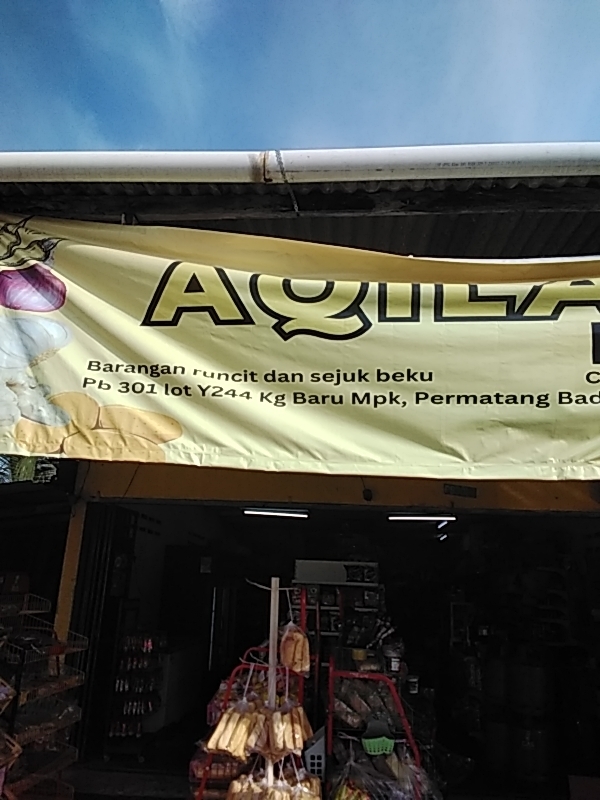 AQILA
Barangan runcit dan sejuk beku
Pb 301 lot Y244 Kg Baru Mpk, Permatang Bad